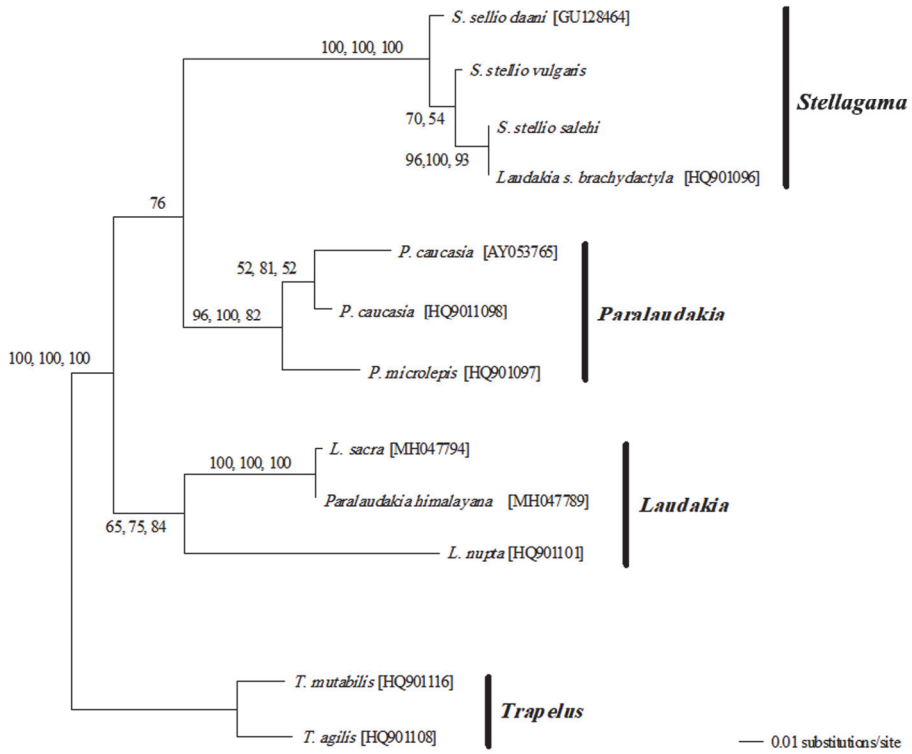 S. sellio daani [GU128464]
100, 100, 100
S. stellio vulgaris
Stellagama
70, 54
S. stellio salehi
96,100, 93
Laudakia s. brachydactyla [HQ901096]
76
P. caucasia [AY053765]
52, 81, 52
P. caucasia [HQ9011098]
96, 100, 82
Paralaudakia
P. microlepis [HQ901097]
100, 100, 100
L. sacra [MH047794]
100, 100, 100
Paralaudakia himalayana [MH047789]
Laudakia
65, 75, 84
L. nupta [HQ901101]
T. mutabilis [HQ901116]
Trapelus
T. agilis [HQ901108]
0.01 substitutions/site